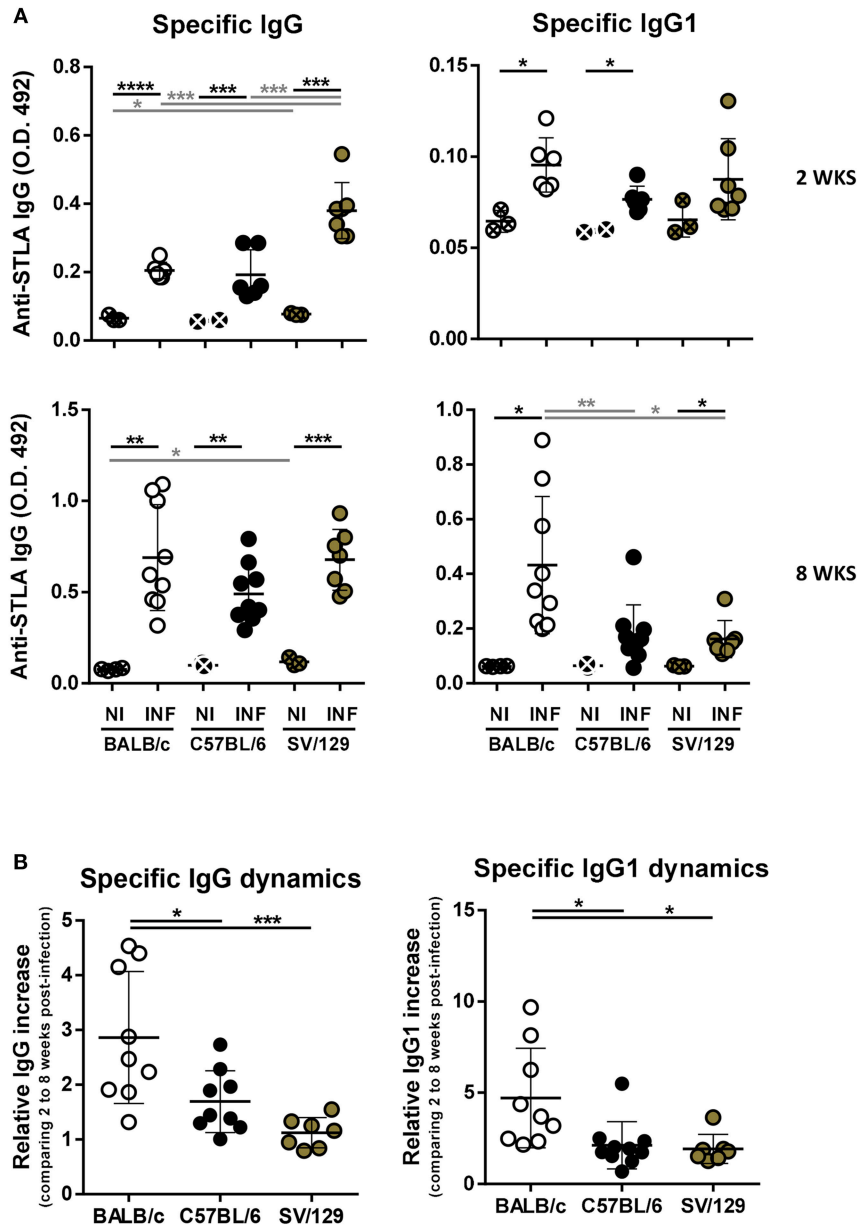 A
Specific IgG
Specific IgG1
Anti-STLA IgG (O.D. 492)
0.8
0.6
0.4
0.2
0.0
****
***
***
***
***
*
0.15
0.10
0.05
0.00
*
*
2 WKS
Anti-STLA IgG (O.D. 492)
1.5
1.0
0.5
0.0
**
**
***
*
1.0
0.8
0.6
0.4
0.2
0.0
*
**
*
*
8 WKS
NI INF NI INF NI INF
BALB/c C57BL/6 SV/129
NI INF NI INF NI INF
BALB/c C57BL/6 SV/129
B
Specific IgG dynamics
Relative IgG increase
(comparing 2 to 8 weeks post-infection)
5
4
3
2
1
0
*
***
BALB/c C57BL/6 SV/129
Specific IgG1 dynamics
Relative IgG1 increase
(comparing 2 to 8 weeks post-infection)
15
10
5
0
*
*
BALB/c C57BL/6 SV/129